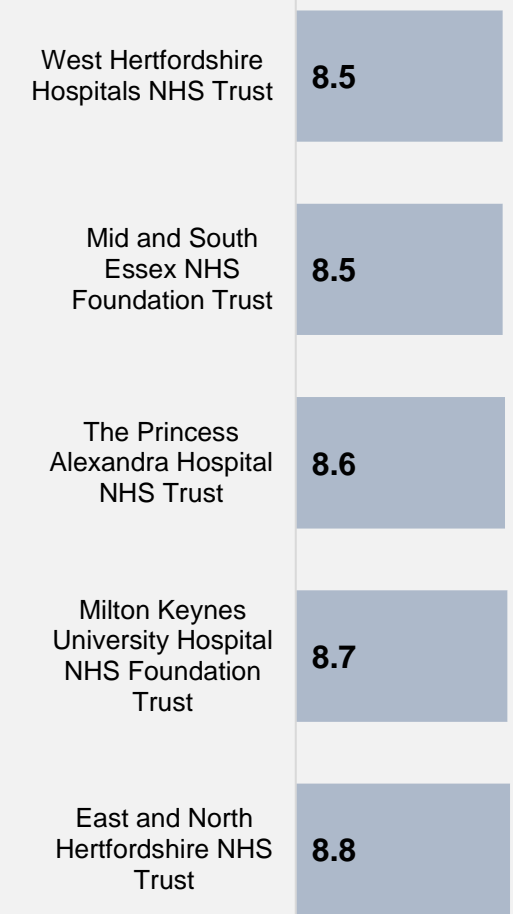 West Hertfordshire
Hospitals NHS Trust
8.5
Mid and South
Essex NHS
Foundation Trust
8.5
The Princess
Alexandra Hospital
NHS Trust
8.6
Milton Keynes
University Hospital
NHS Foundation
Trust
8.7
East and North
Hertfordshire NHS
Trust
8.8